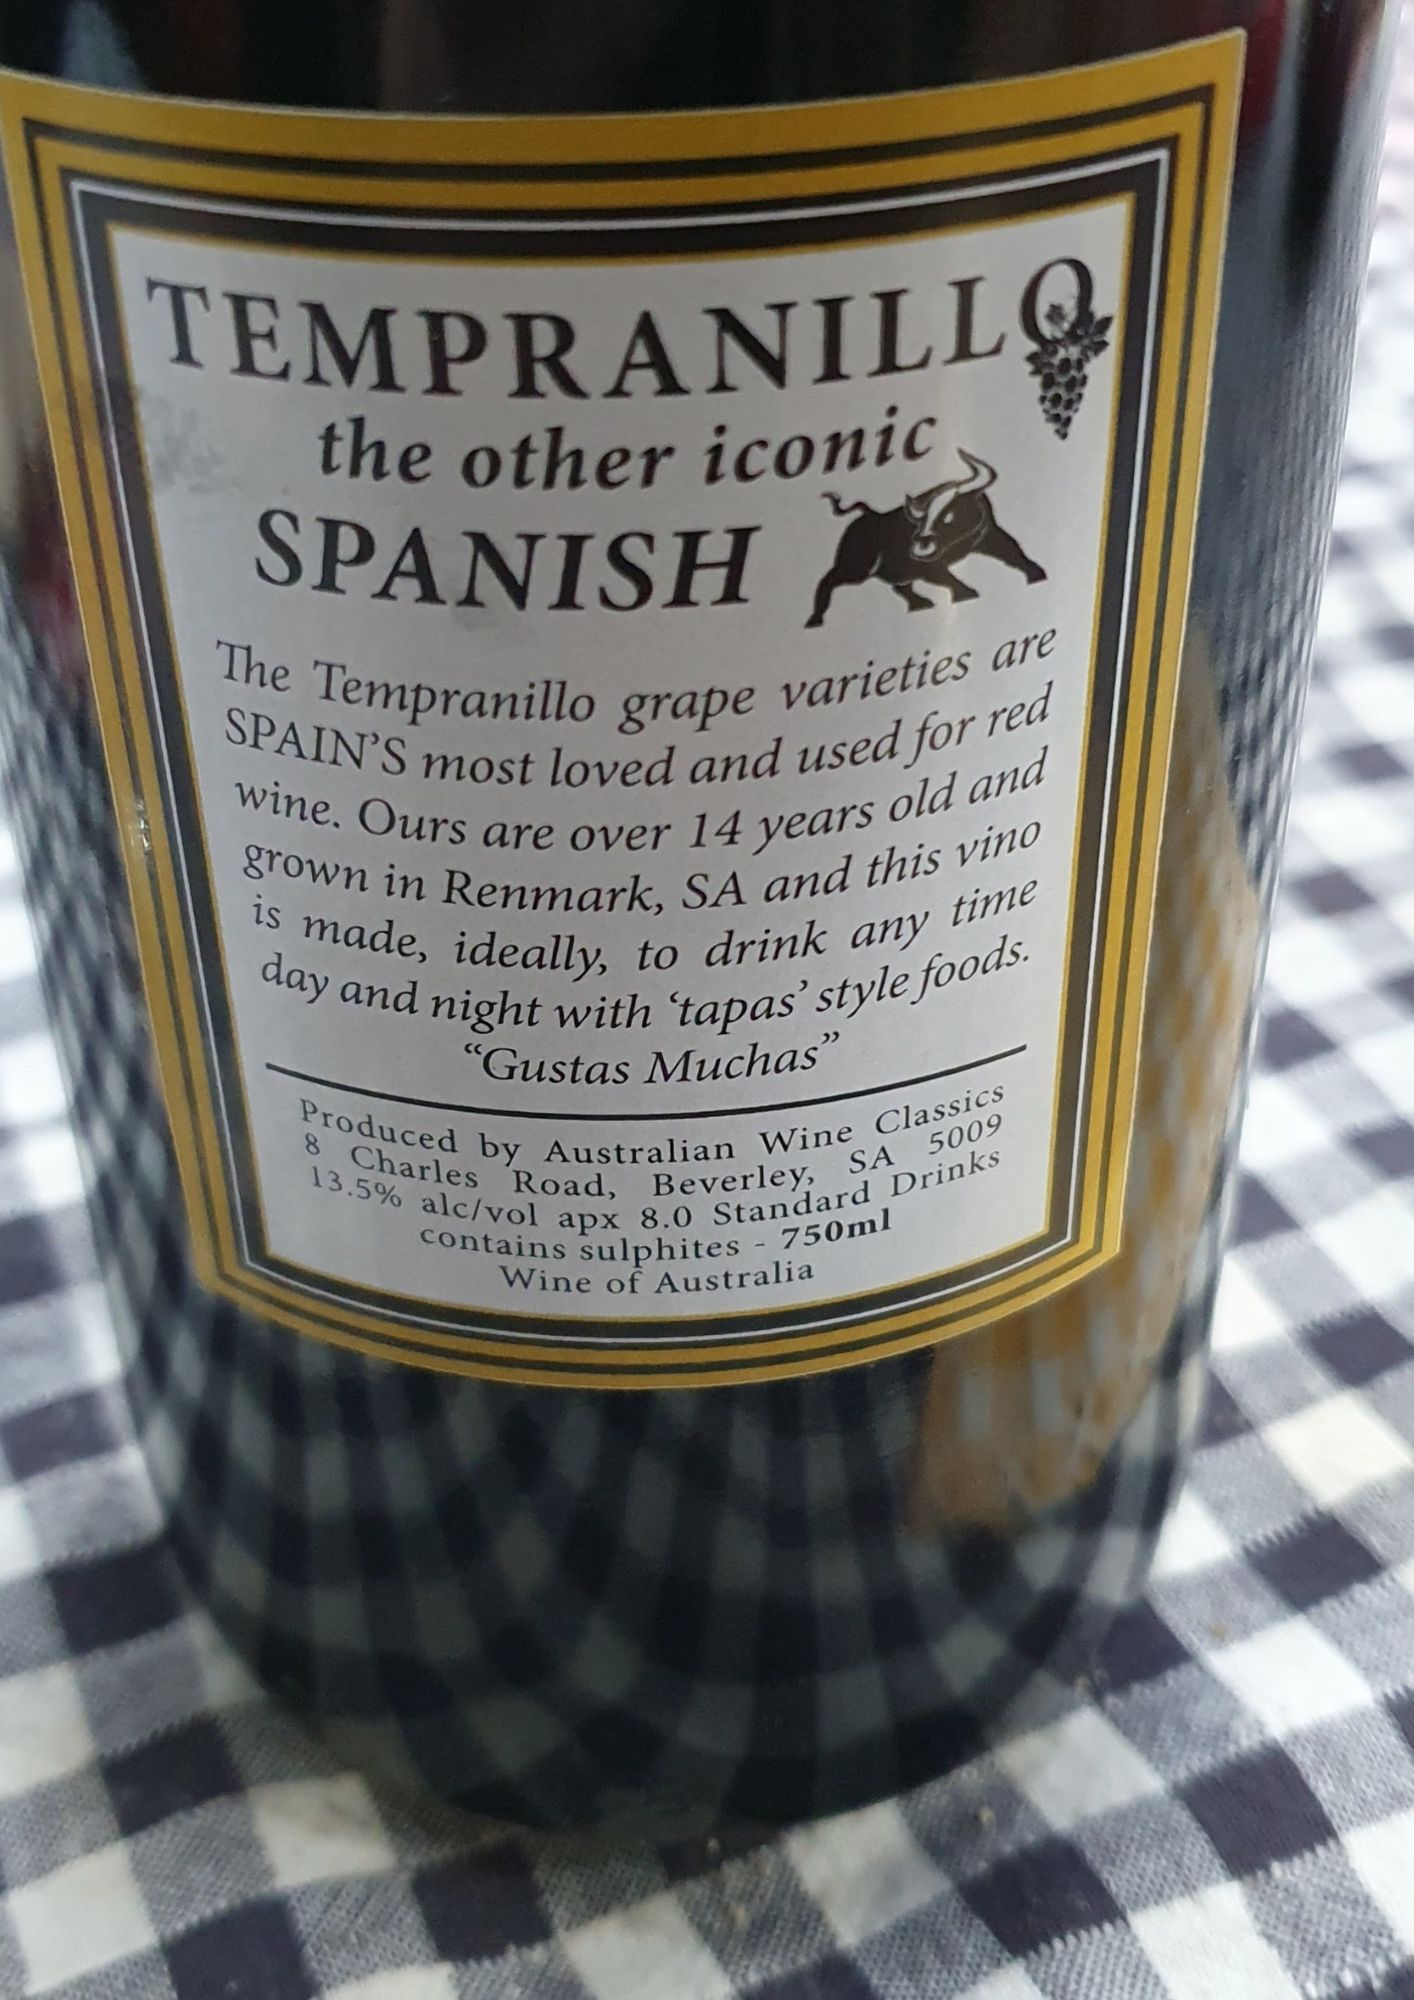 TEMPRANILLO
the other iconic
SPANISH
The Tempranillo grape varieties are
SPAIN'S most loved and used for red
wine. Ours are over 14 years old and
grown in Renmark, SA and this vino
is made, ideally, to drink any time
day and night with ‘tapas’ style foods.
“Gustas Muchas”
Produced by Australian Wine Classics
8 Charles Road, Beverley, SA 5009
13.5% alc/vol apx 8.0 Standard Drinks
contains sulphites - 750ml
Wine of Australia